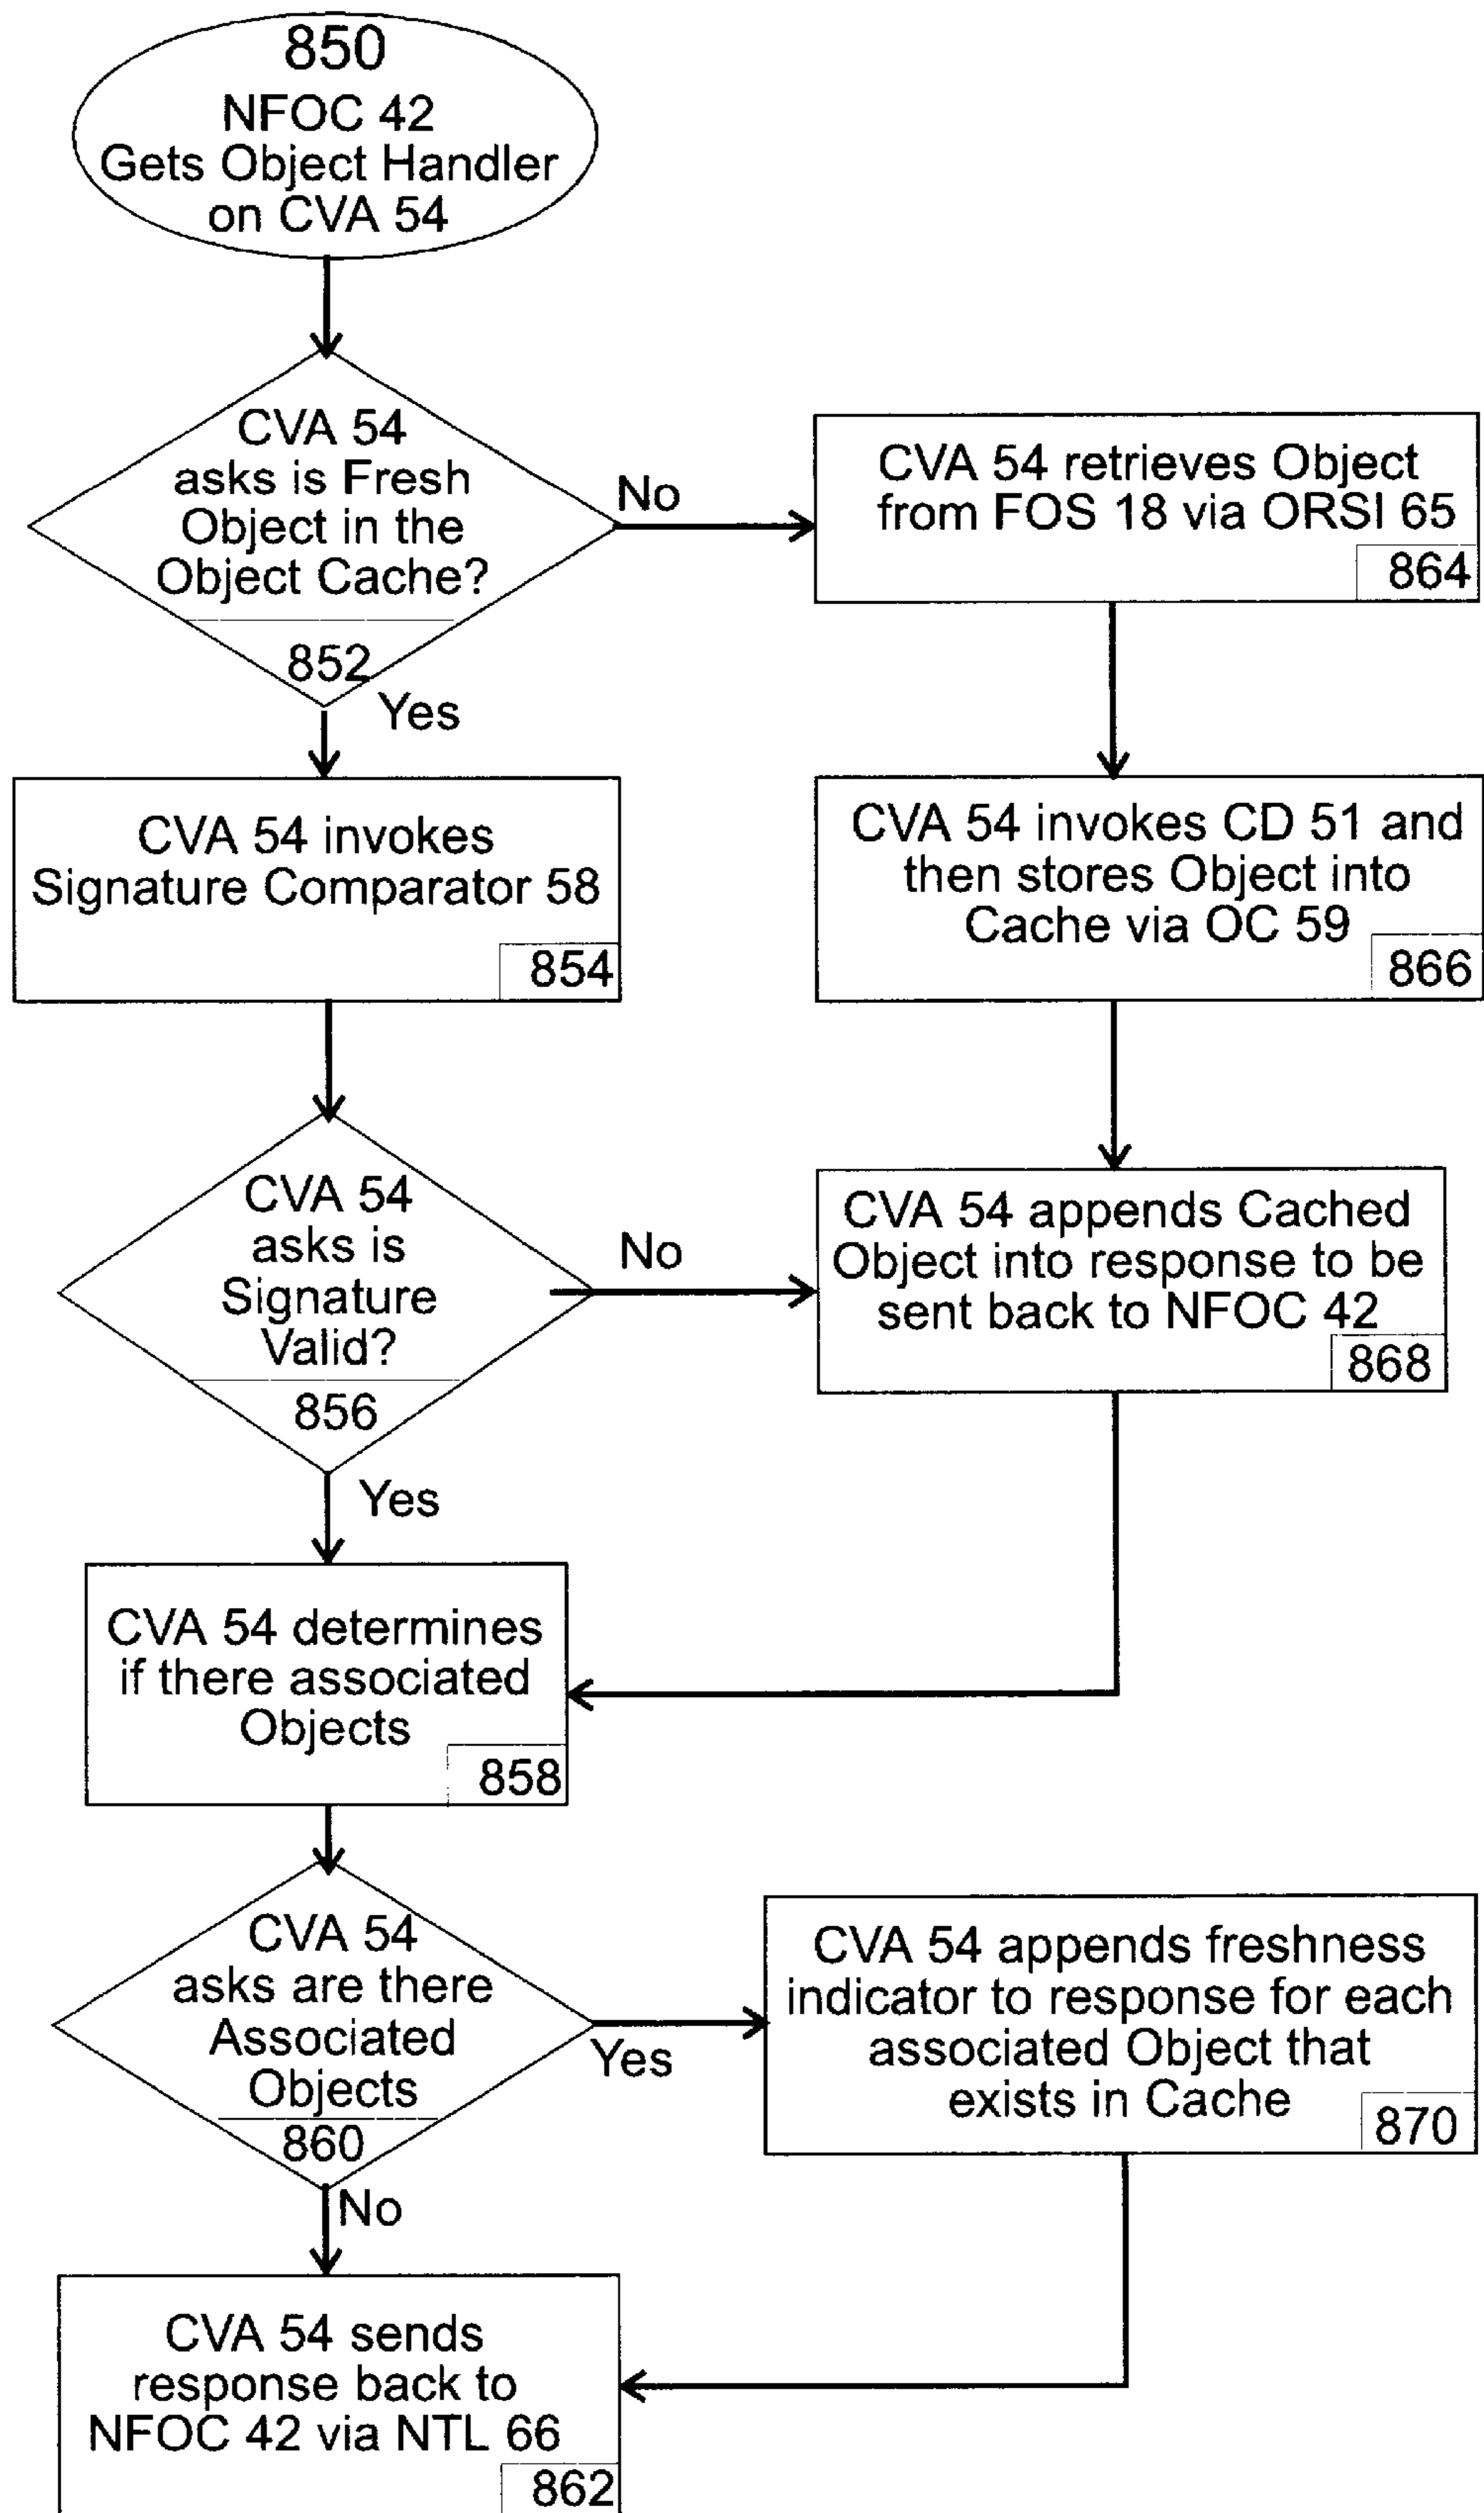 850
NFOC 42
Gets Object Handler
on CVA 54
CVA 54
asks is Fresh
Object in the
Object Cache?
852
No
Yes
CVA 54 retrieves Object
from FOS 18 via ORSI 65
864
CVA 54 invokes
Signature Comparator 58
854
CVA 54 invokes CD 51 and
then stores Object into
Cache via OC 59
866
CVA 54
asks is
Signature
Valid?
856
No
Yes
CVA 54 appends Cached
Object into response to be
sent back to NFOC 42
868
CVA 54 determines
if there associated
Objects
858
CVA 54
asks are there
Associated
Objects
860
Yes
No
CVA 54 appends freshness
indicator to response for each
associated Object that
exists in Cache
870
CVA 54 sends
response back to
NFOC 42 via NTL 66
862